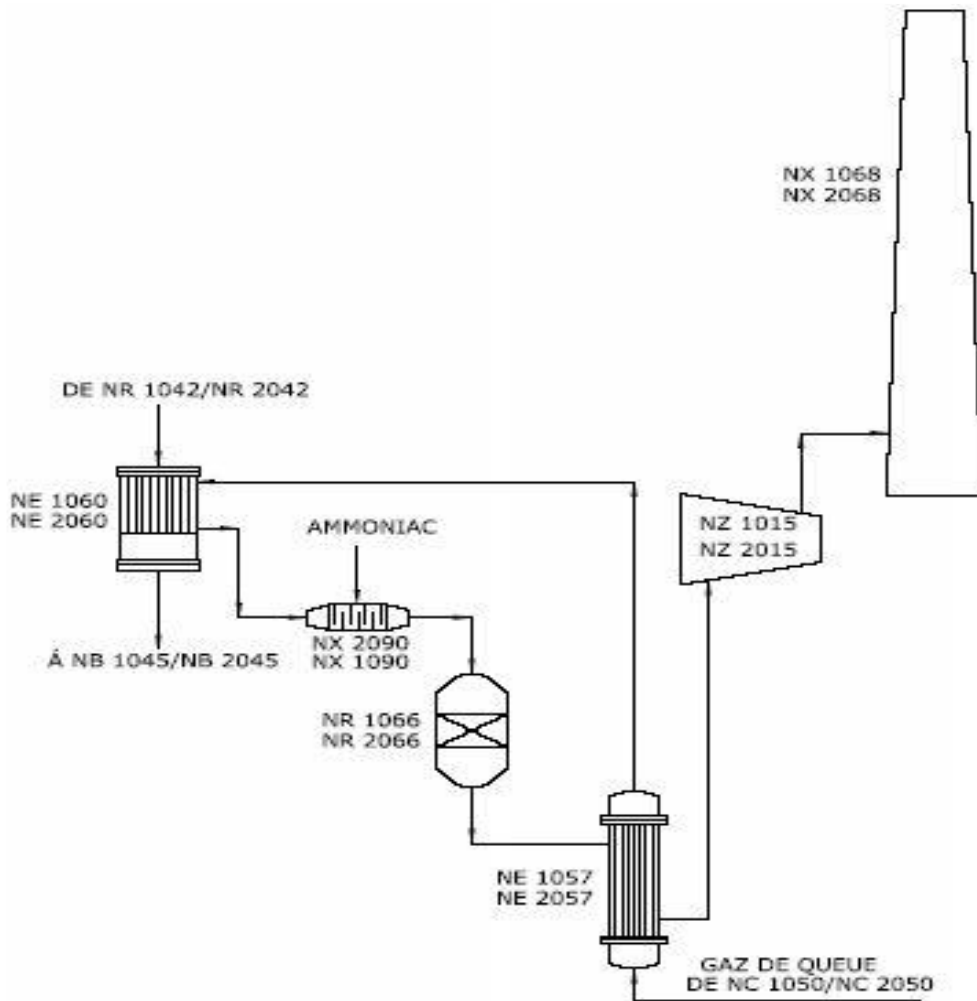 NX 1068
NX 2068
DE NR 1042/NR 2042
NE 1060
NE 2060
AMMONIAC
NZ 1015
NZ 2015
NX 2090
NX 1090
Á NB 1045/NB 2045
NR 1066
NR 2066
NE 1057
NE 2057
GAZ DE QUEUE
DE NC 1050/NC 2050